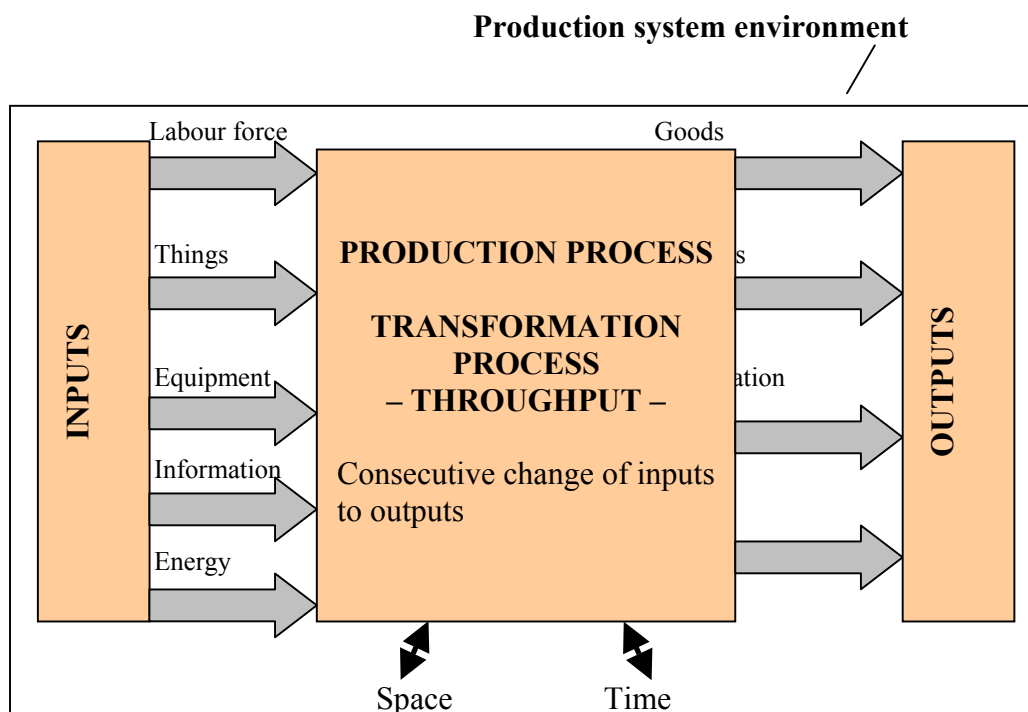 Production system environment
Labour force
Goods
Things
Equipment
Information
Energy
INPUTS
PRODUCTION PROCESS
TRANSFORMATION
PROCESS
– THROUGHPUT –
Consecutive change of inputs
to outputs
OUTPUTS
Space
Time